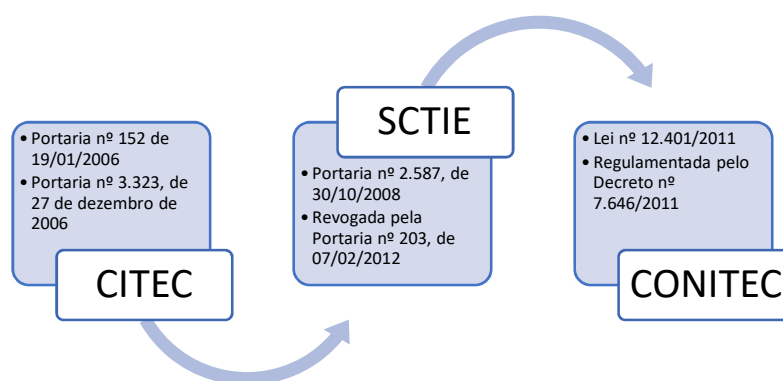 • Portaria nº 152 de
19/01/2006
• Portaria nº 3.323, de
27 de dezembro de
2006
CITEC
SCTIE
• Portaria nº 2.587, de
30/10/2008
• Revogada pela
Portaria nº 203, de
07/02/2012
• Lei nº 12.401/2011
• Regulamentada pelo
Decreto nº
7.646/2011
CONITEC